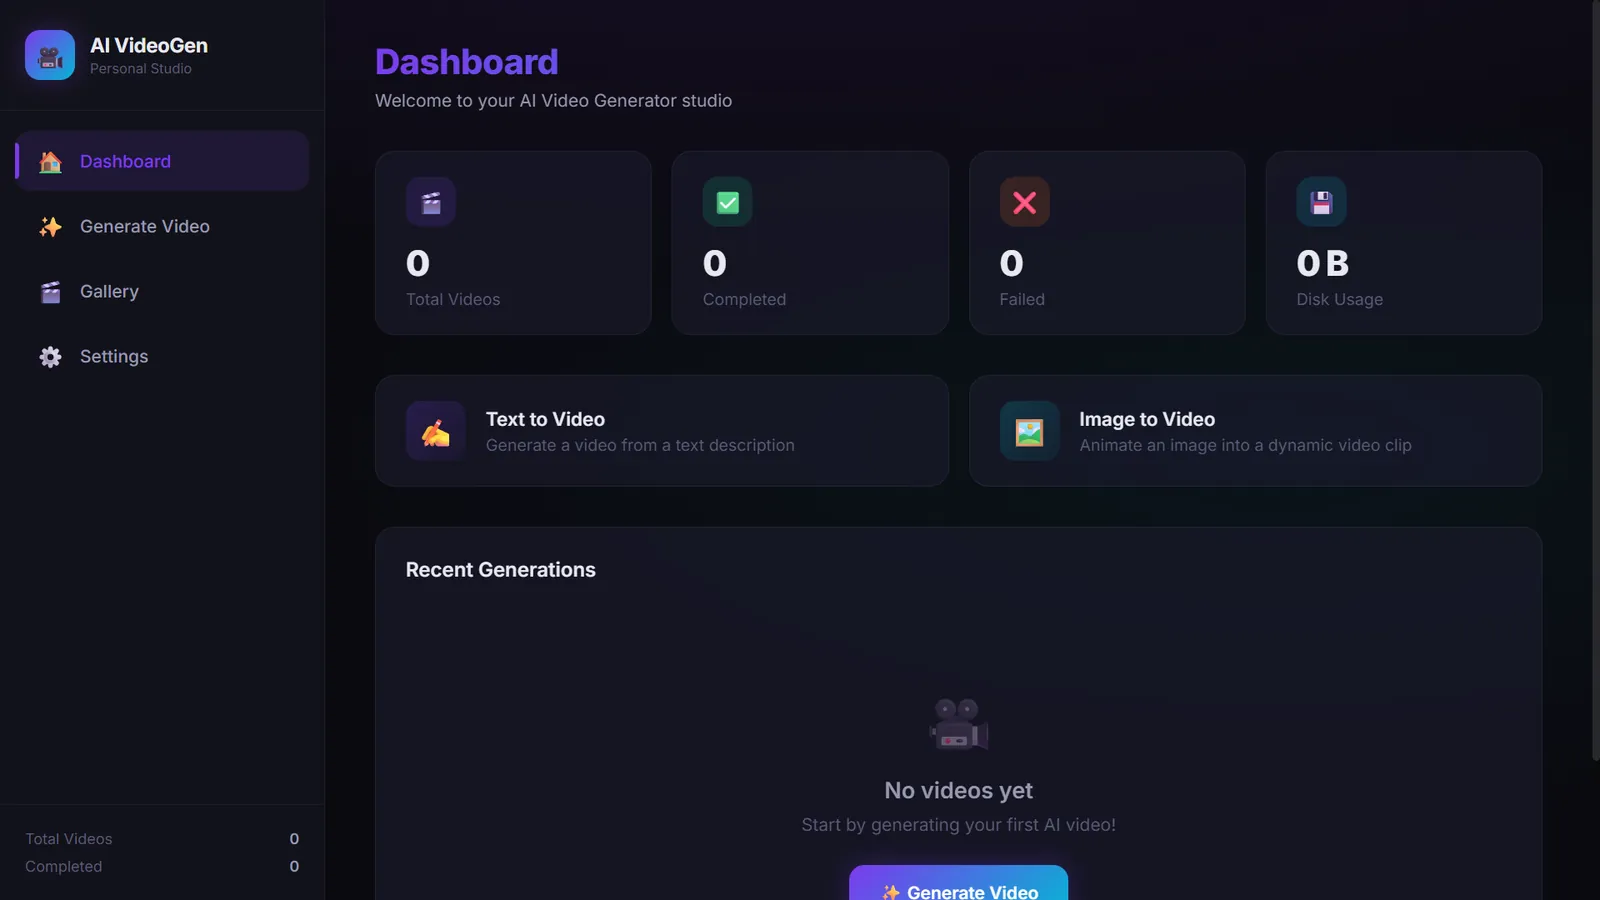 AI VideoGen
Personal Studio
Dashboard
Generate Video
Gallery
Settings
Total Videos 0
Completed 0
Dashboard
Welcome to your AI Video Generator studio
0
Total Videos
0
Completed
0
Failed
0 B
Disk Usage
Text to Video
Generate a video from a text description
Image to Video
Animate an image into a dynamic video clip
Recent Generations
No videos yet
Start by generating your first AI video!
Generate Video